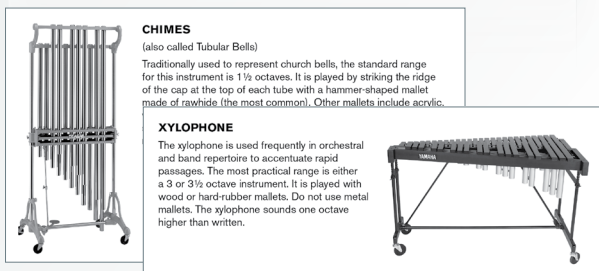 CHIMES
(also called Tubular Bells)
Traditionally used to represent church bells, the standard range
for this instrument is 1½ octaves. It is played by striking the ridge
of the cap at the top of each tube with a hammer-shaped mallet
made of rawhide (the most common). Other mallets include acrylic,
XYLOPHONE
The xylophone is used frequently in orchestral
and band repertoire to accentuate rapid
passages. The most practical range is either
a 3 or 3½ octave instrument. It is played with
wood or hard-rubber mallets. Do not use metal
mallets. The xylophone sounds one octave
higher than written.
YAMAHA